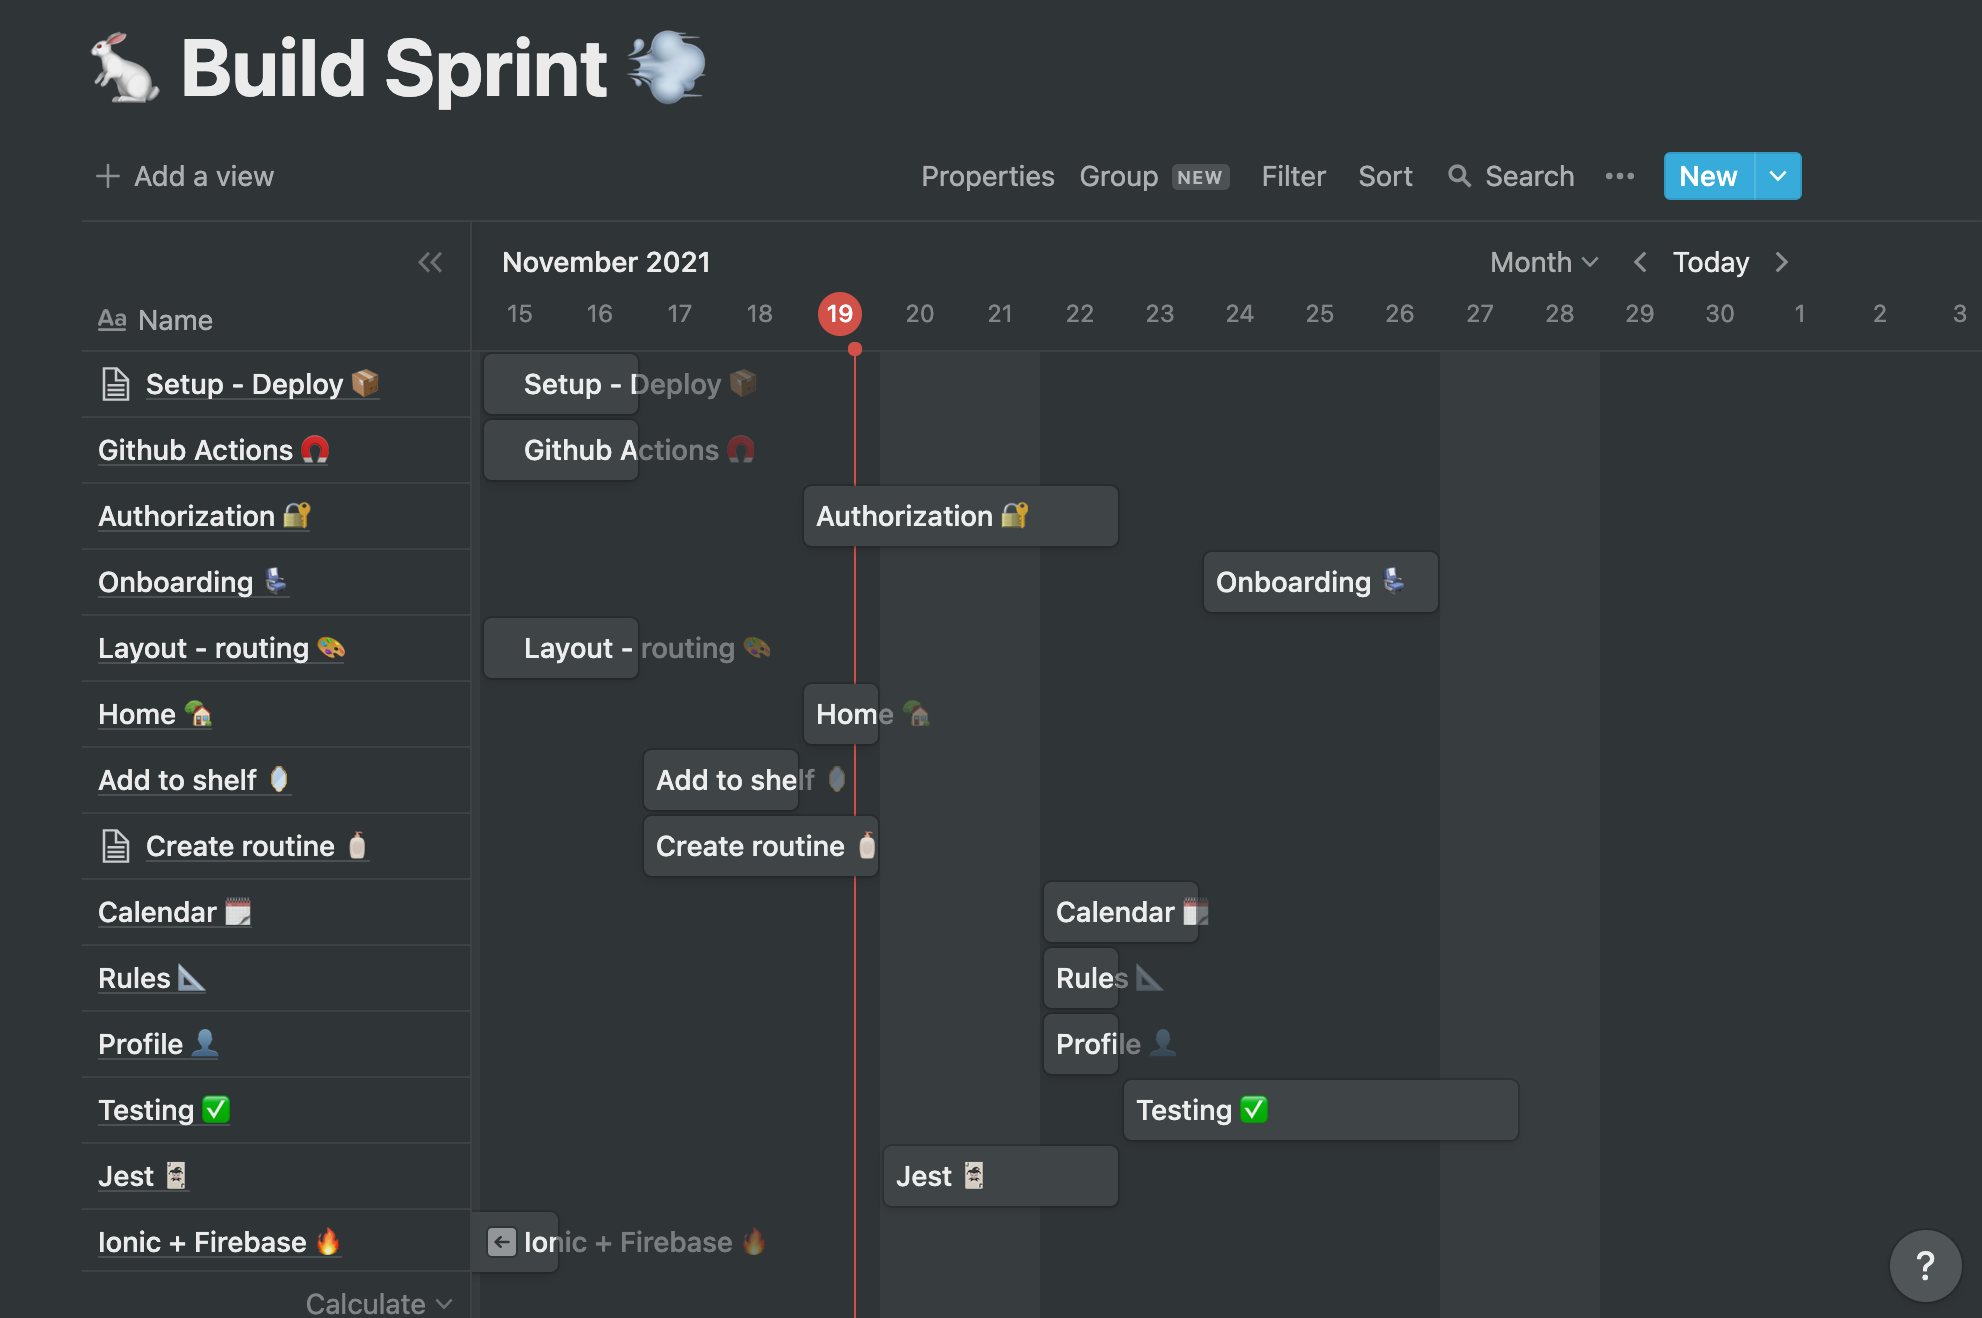 Build Sprint
Add a view
Properties Group NEW Filter Sort Search New
November 2021 Month Today
Aa Name
15 16 17 18 19 20 21 22 23 24 25 26 27 28 29 30 1 2 3
Setup - Deploy Setup - Deploy
Github Actions Github Actions
Authorization Authorization
Onboarding Onboarding
Layout - routing Layout - routing
Home Home
Add to shelf Add to shelf
Create routine Create routine
Calendar Calendar
Rules Rules
Profile Profile
Testing Testing
Jest Jest
Ionic + Firebase Ionic + Firebase
Calculate
?